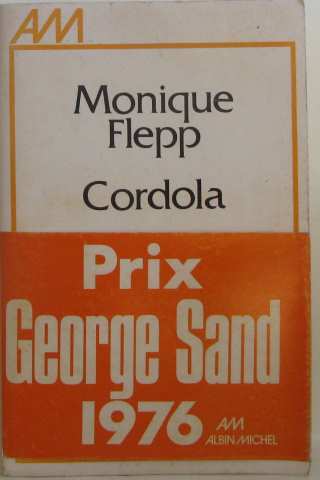 AM
Monique
Flepp
Cordola
Prix
George Sand
1976
AM
ALBIN MICHEL